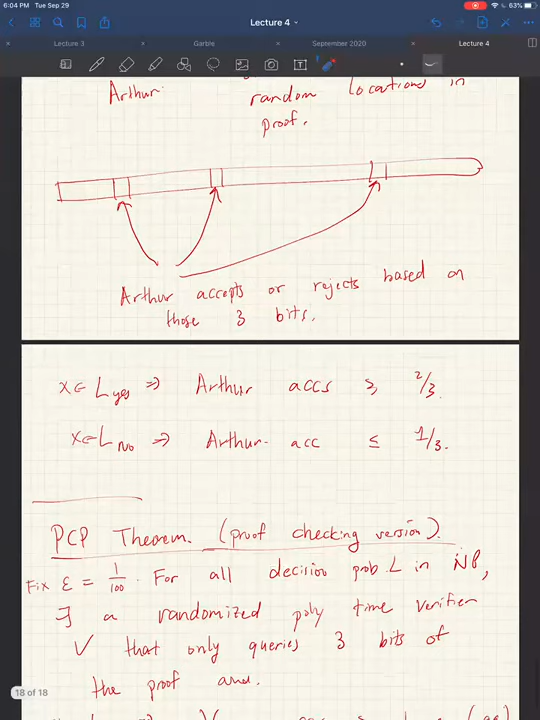 6:04 PM Tue Sep 29
63%
Lecture 4
Lecture 3
Garble
September 2020
Lecture 4
Arthur.
random locations in
proof.
Arthur accepts or rejects based on
those 3 bits.
x ∈ L yes ⇒ Arthur accs ≥ 2/3.
x ∈ L No ⇒ Arthur acc ≤ 1/3.
PCP Theorem. (proof checking version).
Fix ε = 1/100. For all decision prob. L in NP,
∃ a randomized poly time verifier
V that only queries 3 bits of
18 of 18
the proof and.